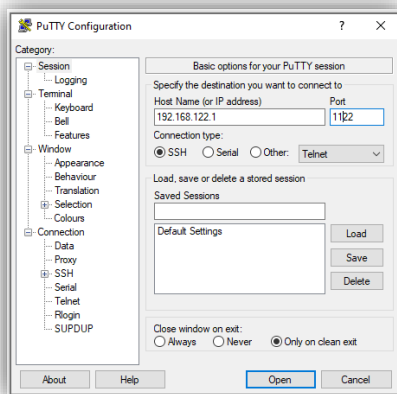 PuTTY Configuration
Category:
Session
Logging
Terminal
Keyboard
Bell
Features
Window
Appearance
Behaviour
Translation
Selection
Colours
Connection
Data
Proxy
SSH
Serial
Telnet
Rlogin
SUPDUP
Basic options for your PuTTY session
Specify the destination you want to connect to
Host Name (or IP address) Port
192.168.122.1 1122
Connection type:
SSH Serial Other: Telnet
Load, save or delete a stored session
Saved Sessions
Default Settings
Load
Save
Delete
Close window on exit:
Always Never Only on clean exit
About Help Open Cancel